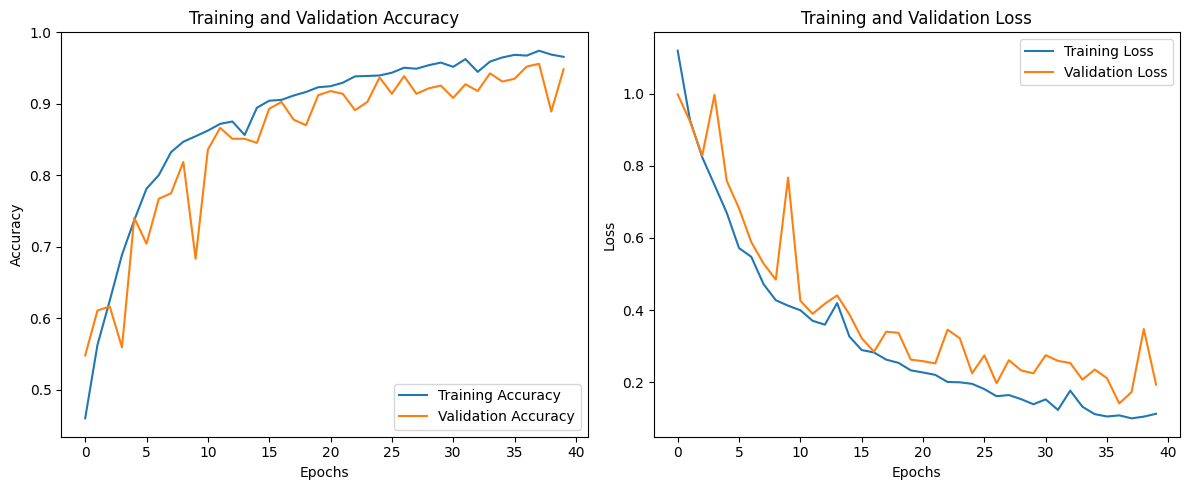 Training and Validation Accuracy
1.0
0.9
0.8
0.7
0.6
0.5
Accuracy
Training Accuracy
Validation Accuracy
0 5 10 15 20 25 30 35 40
Epochs
Training and Validation Loss
Training Loss
Validation Loss
1.0
0.8
0.6
0.4
0.2
Loss
0 5 10 15 20 25 30 35 40
Epochs